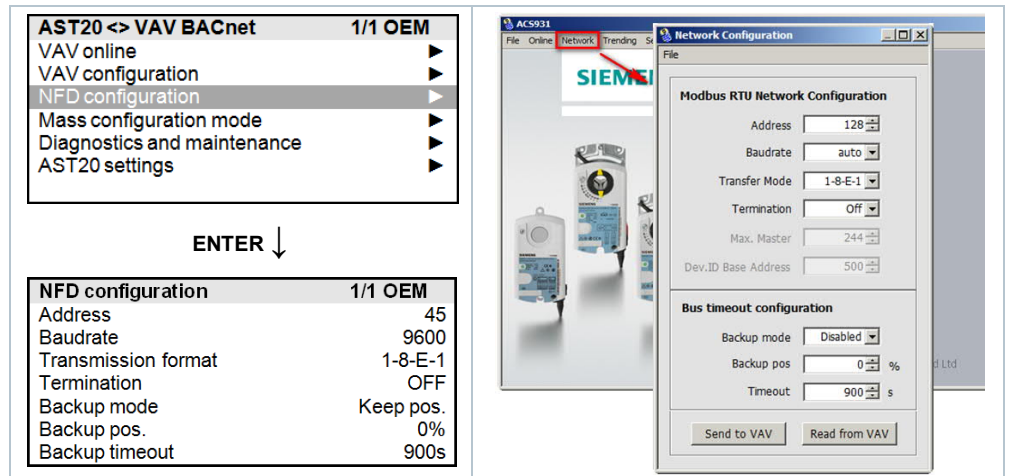 AST20 <> VAV BACnet 1/1 OEM
VAV online
VAV configuration
NFD configuration
Mass configuration mode
Diagnostics and maintenance
AST20 settings
ENTER ↓
NFD configuration 1/1 OEM
Address 45
Baudrate 9600
Transmission format 1-8-E-1
Termination OFF
Backup mode Keep pos.
Backup pos. 0%
Backup timeout 900s
ACS931
File Online Network Trending Se
SIEME
Network Configuration
File
Modbus RTU Network Configuration
Address 128
Baudrate auto
Transfer Mode 1-8-E-1
Termination Off
Max. Master 244
Dev.ID Base Address 500
Bus timeout configuration
Backup mode Disabled
Backup pos 0 %
Timeout 900 s
Send to VAV Read from VAV
d Ltd